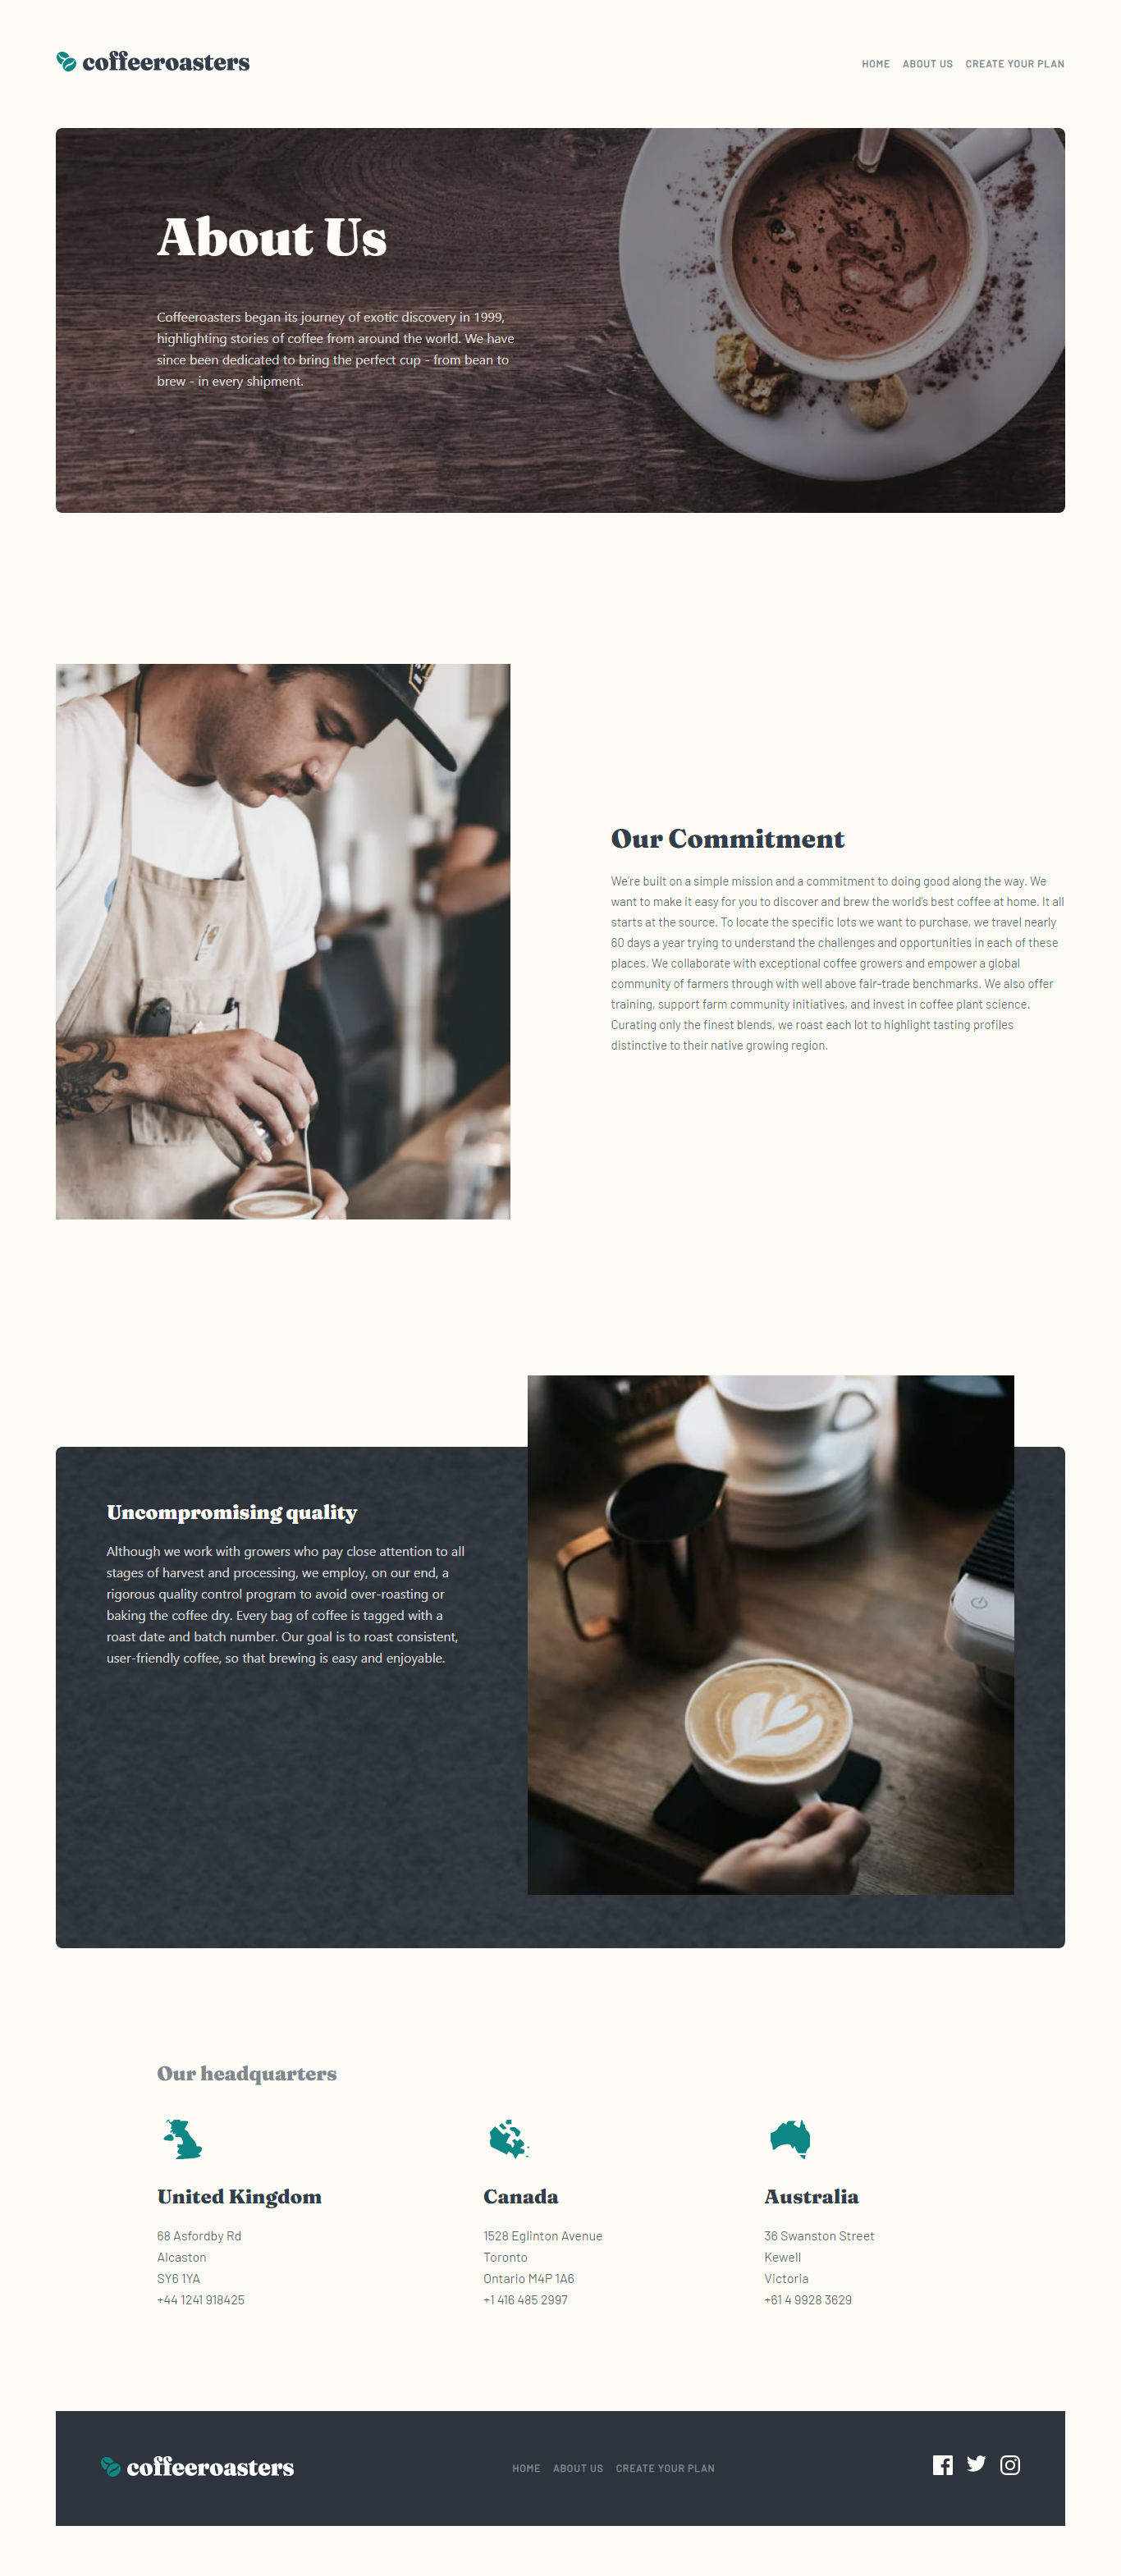 coffeeroasters
HOME ABOUT US CREATE YOUR PLAN
About Us
Coffeeroasters began its journey of exotic discovery in 1999,
highlighting stories of coffee from around the world. We have
since been dedicated to bring the perfect cup - from bean to
brew - in every shipment.
Our Commitment
We're built on a simple mission and a commitment to doing good along the way. We
want to make it easy for you to discover and brew the world's best coffee at home. It all
starts at the source. To locate the specific lots we want to purchase, we travel nearly
60 days a year trying to understand the challenges and opportunities in each of these
places. We collaborate with exceptional coffee growers and empower a global
community of farmers through with well above fair-trade benchmarks. We also offer
training, support farm community initiatives, and invest in coffee plant science.
Curating only the finest blends, we roast each lot to highlight tasting profiles
distinctive to their native growing region.
Uncompromising quality
Although we work with growers who pay close attention to all
stages of harvest and processing, we employ, on our end, a
rigorous quality control program to avoid over-roasting or
baking the coffee dry. Every bag of coffee is tagged with a
roast date and batch number. Our goal is to roast consistent,
user-friendly coffee, so that brewing is easy and enjoyable.
Our headquarters
United Kingdom
68 Asfordby Rd
Alcaston
SY6 1YA
+44 1241 918425
Canada
1528 Eglinton Avenue
Toronto
Ontario M4P 1A6
+1 416 485 2997
Australia
36 Swanston Street
Kewell
Victoria
+61 4 9928 3629
coffeeroasters
HOME ABOUT US CREATE YOUR PLAN